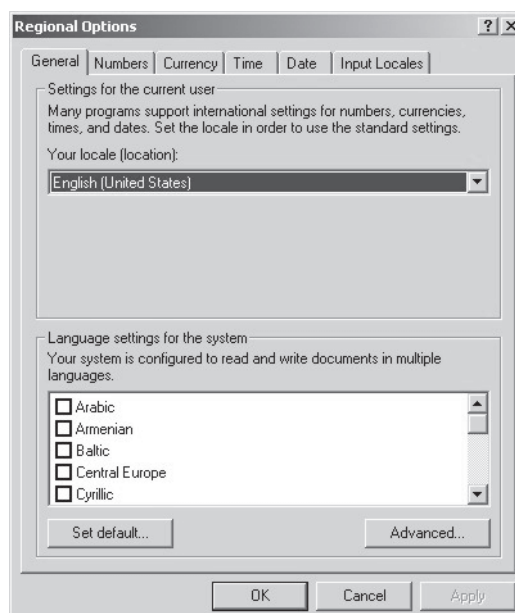 Regional Options
General Numbers Currency Time Date Input Locales
Settings for the current user
Many programs support international settings for numbers, currencies,
times, and dates. Set the locale in order to use the standard settings.
Your locale (location):
English (United States)
Language settings for the system
Your system is configured to read and write documents in multiple
languages.
Arabic
Armenian
Baltic
Central Europe
Cyrillic
Set default... Advanced...
OK Cancel Apply